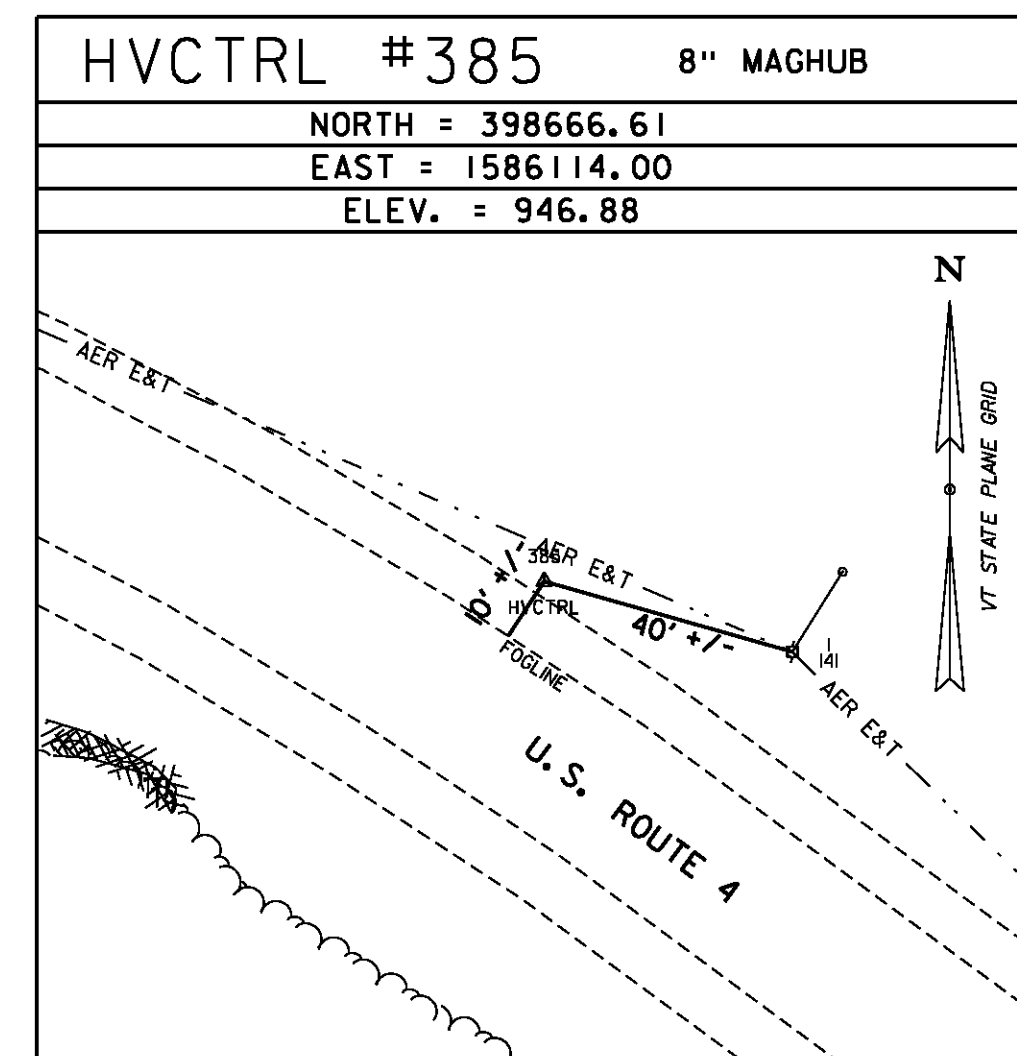 HVCTRL #385 8" MAGHUB
NORTH = 398666.61
EAST = 1586114.00
ELEV. = 946.88
N
VT STATE PLANE GRID
AER E&T
385
AER E&T
10' +/-
HVCTRL
40' +/-
FOGLINE
1
141
AER E&T
U.S. ROUTE 4